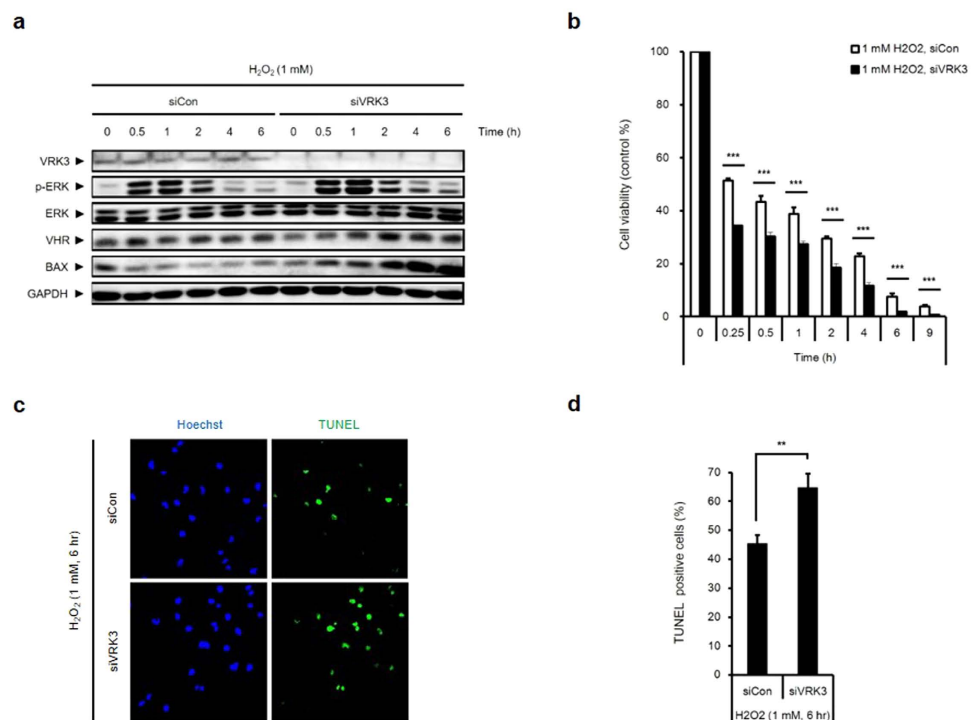 a
H₂O₂ (1 mM)
siCon siVRK3
0 0.5 1 2 4 6 0 0.5 1 2 4 6 Time (h)
VRK3
p-ERK
ERK
VHR
BAX
GAPDH
b
1 mM H2O2, siCon
1 mM H2O2, siVRK3
Cell viability (control %)
100
80
60
40
20
0
*** *** *** *** *** *** ***
0 0.25 0.5 1 2 4 6 9
Time (h)
c
Hoechst TUNEL
H₂O₂ (1 mM, 6 hr)
siCon
siVRK3
d
**
TUNEL positive cells (%)
70
60
50
40
30
20
10
0
siCon siVRK3
H2O2 (1 mM, 6 hr)